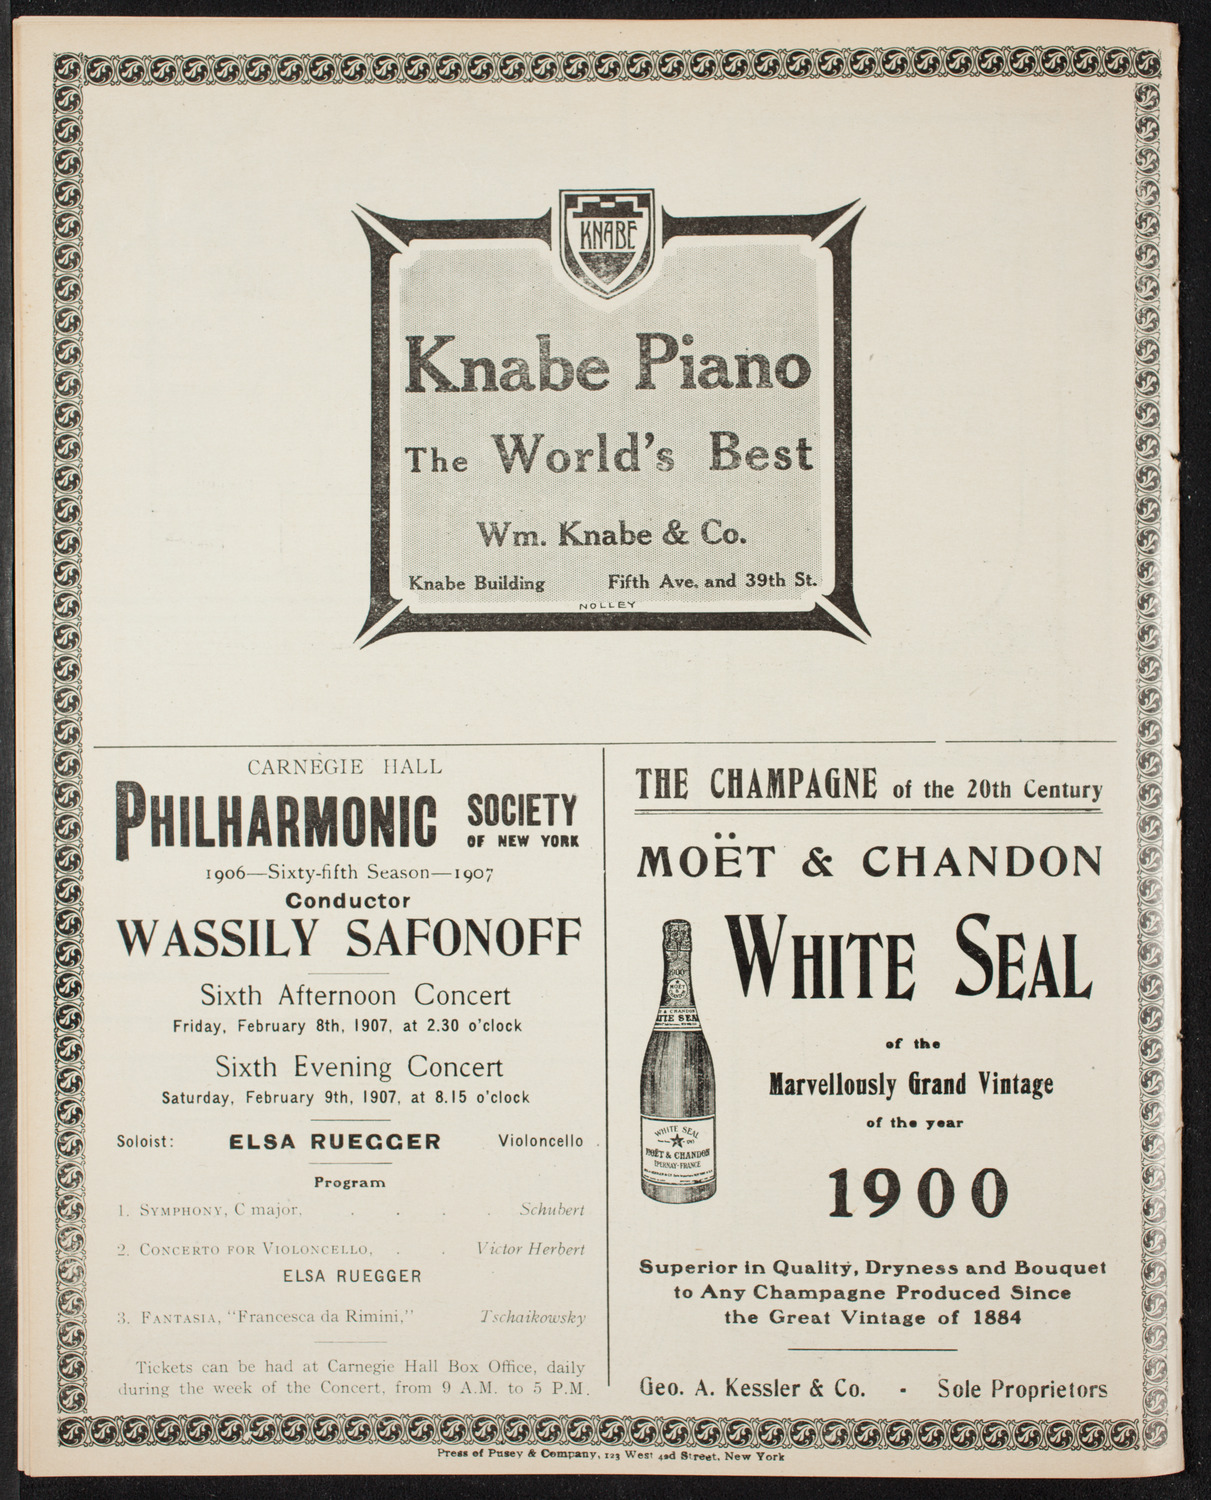 KNABE
Knabe Piano
The World's Best
Wm. Knabe & Co.
Knabe Building Fifth Ave. and 39th St.
NOLLEY
CARNEGIE HALL
PHILHARMONIC SOCIETY OF NEW YORK
1906—Sixty-fifth Season—1907
Conductor
WASSILY SAFONOFF
Sixth Afternoon Concert
Friday, February 8th, 1907, at 2.30 o'clock
Sixth Evening Concert
Saturday, February 9th, 1907, at 8.15 o'clock
Soloist: ELSA RUEGGER Violoncello
Program
1. SYMPHONY, C major, . . . . Schubert
2. CONCERTO FOR VIOLONCELLO, . . Victor Herbert
ELSA RUEGGER
3. FANTASIA, "Francesca da Rimini," Tschaikowsky
Tickets can be had at Carnegie Hall Box Office, daily
during the week of the Concert, from 9 A.M. to 5 P.M.
THE CHAMPAGNE of the 20th Century
MOËT & CHANDON
WHITE SEAL
1900
WHITE SEAL
MOËT & CHANDON
EPERNAY-FRANCE
of the
Marvellously Grand Vintage
of the year
1900
Superior in Quality, Dryness and Bouquet
to Any Champagne Produced Since
the Great Vintage of 1884
Geo. A. Kessler & Co. - Sole Proprietors
Press of Pusey & Company, 123 West 42d Street, New York